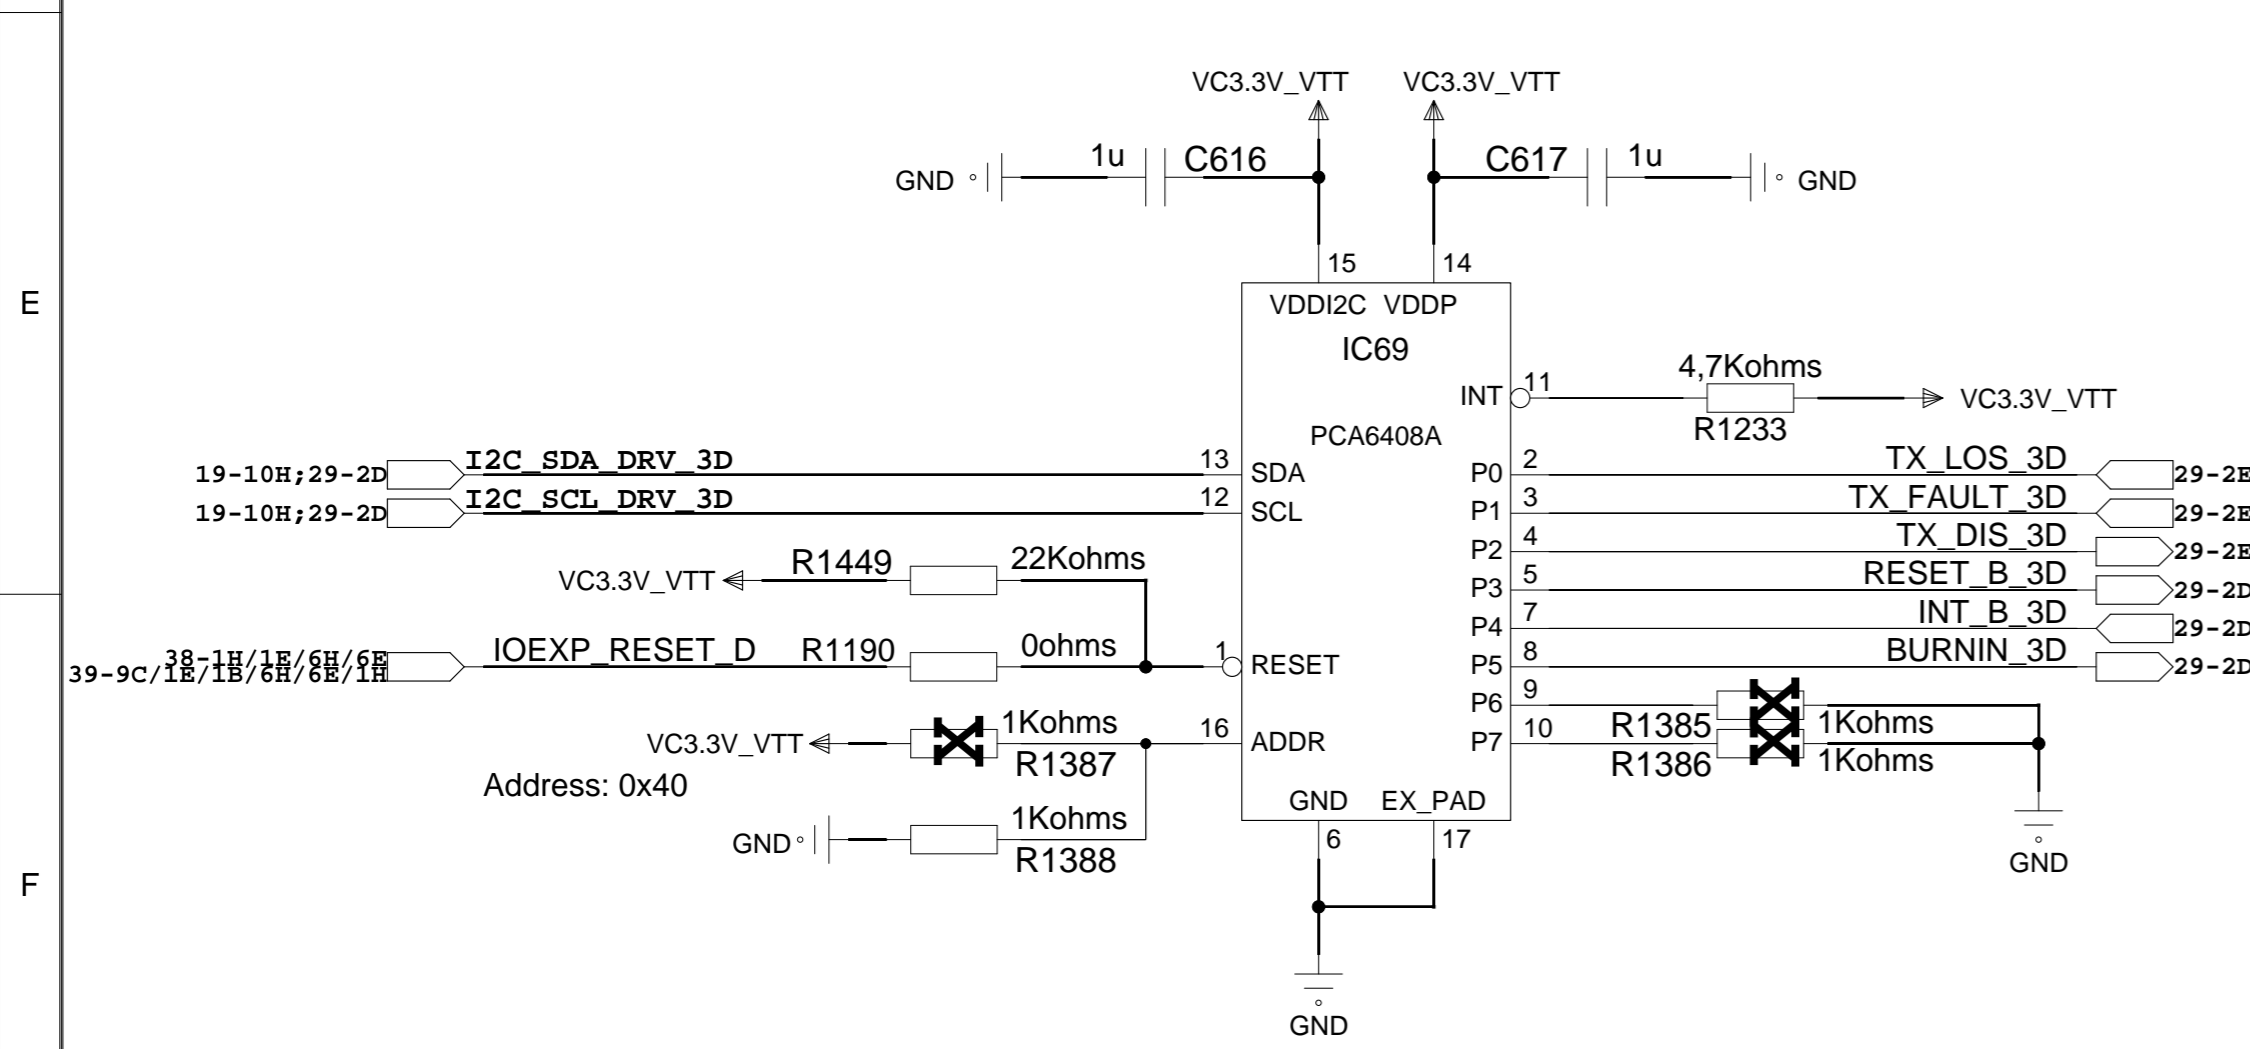 VC3.3V_VTT VC3.3V_VTT
1u C616 C617 1u
GND GND
15 14
E
VDDI2C VDDP
IC69
4,7Kohms
11
INT VC3.3V_VTT
R1233
PCA6408A
19-10H;29-2D I2C_SDA_DRV_3D 13 SDA P0 2 TX_LOS_3D 29-2E
19-10H;29-2D I2C_SCL_DRV_3D 12 SCL P1 3 TX_FAULT_3D 29-2E
P2 4 TX_DIS_3D 29-2E
VC3.3V_VTT R1449 22Kohms
P3 5 RESET_B_3D 29-2D
P4 7 INT_B_3D 29-2D
38-1H/1E/6H/6E
39-9C/1E/1B/6H/6E/1H IOEXP_RESET_D R1190 0ohms 1 RESET P5 8 BURNIN_3D 29-2D
P6 9 R1385 1Kohms
VC3.3V_VTT 1Kohms R1387 16 ADDR P7 10 R1386 1Kohms
Address: 0x40
GND EX_PAD
GND 1Kohms R1388 6 17
GND
F
GND